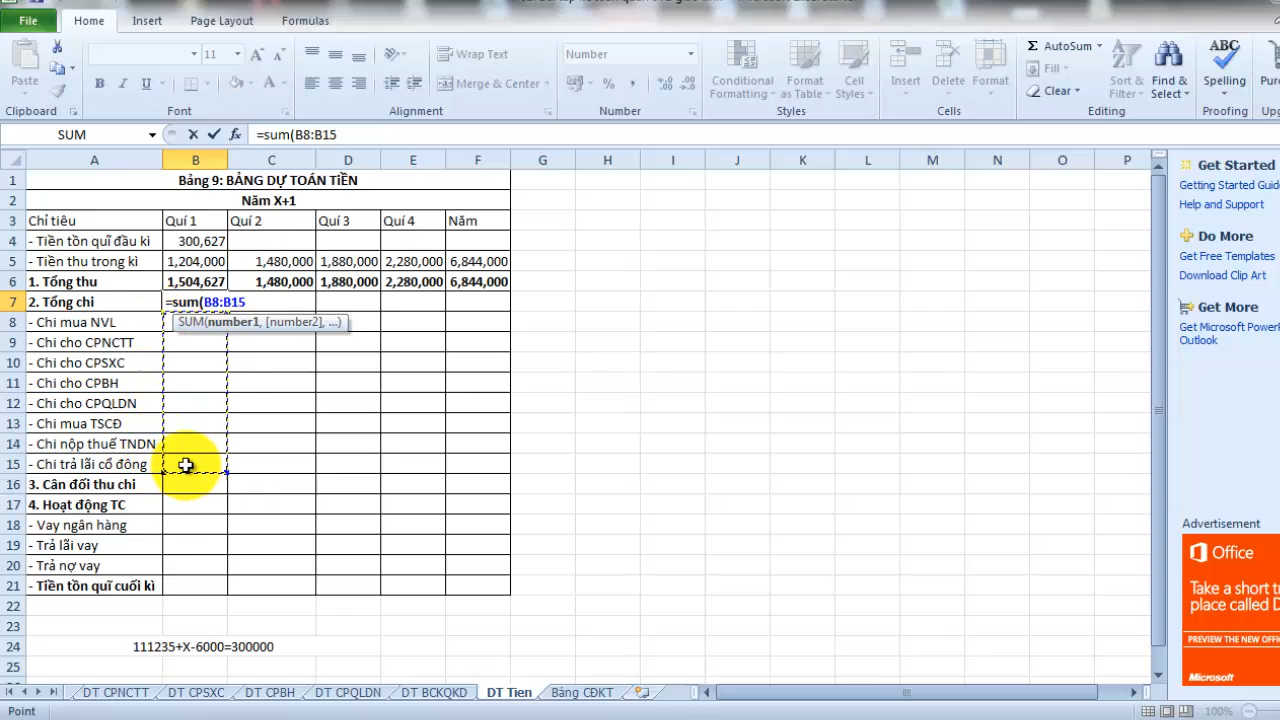 File Home Insert Page Layout Formulas
11 A A Wrap Text Number Σ AutoSum ABC
Paste B I U Merge & Center % , Conditional Formatting Format as Table Cell Styles Insert Delete Format Fill Clear Sort & Filter Find & Select Spelling
Clipboard Font Alignment Number Styles Cells Editing Proofing
SUM fx =sum(B8:B15
A B C D E F G H I J K L M N O P
1 Bảng 9: BẢNG DỰ TOÁN TIỀN
2 Năm X+1
3 Chỉ tiêu Quí 1 Quí 2 Quí 3 Quí 4 Năm
4 - Tiền tồn quĩ đầu kì 300,627
5 - Tiền thu trong kì 1,204,000 1,480,000 1,880,000 2,280,000 6,844,000
6 1. Tổng thu 1,504,627 1,480,000 1,880,000 2,280,000 6,844,000
7 2. Tổng chi =sum(B8:B15
8 - Chi mua NVL SUM(number1, [number2], ...)
9 - Chi cho CPNCTT
10 - Chi cho CPSXC
11 - Chi cho CPBH
12 - Chi cho CPQLDN
13 - Chi mua TSCĐ
14 - Chi nộp thuế TNDN
15 - Chi trả lãi cổ đông
16 3. Cân đối thu chi
17 4. Hoạt động TC
18 - Vay ngân hàng
19 - Trả lãi vay
20 - Trả nợ vay
21 - Tiền tồn quĩ cuối kì
22
23
24 111235+X-6000=300000
25
DT CPNCTT DT CPSXC DT CPBH DT CPQLDN DT BCKQKD DT Tien Bảng CĐKT
Point 100%
Get Started
Getting Started Guide
Help and Support
Do More
Get Free Templates
Download Clip Art
Get More
Get Microsoft
Outlook
Advertisement
Office
Take a short
place called
PREVIEW THE NEW
Microsoft